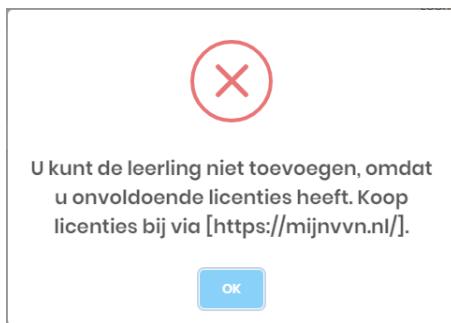 U kunt de leerling niet toevoegen, omdat
u onvoldoende licenties heeft. Koop
licenties bij via [https://mijnvvn.nl/].
OK